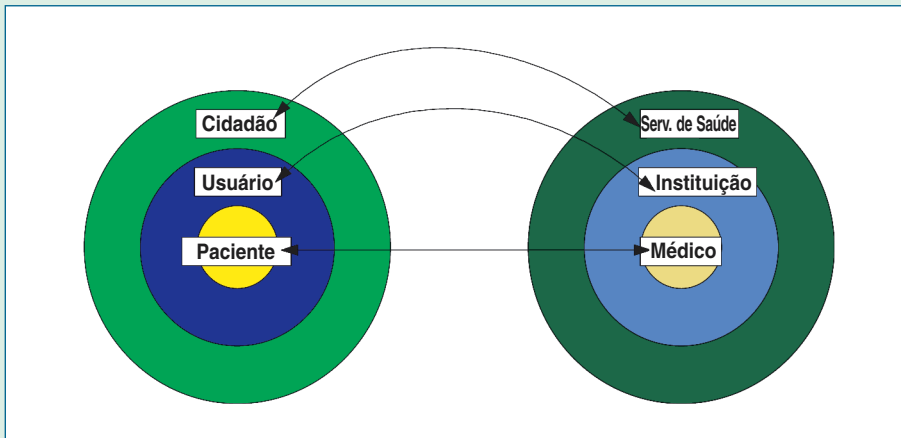 Cidadão
Serv. de Saúde
Usuário
Instituição
Paciente
Médico